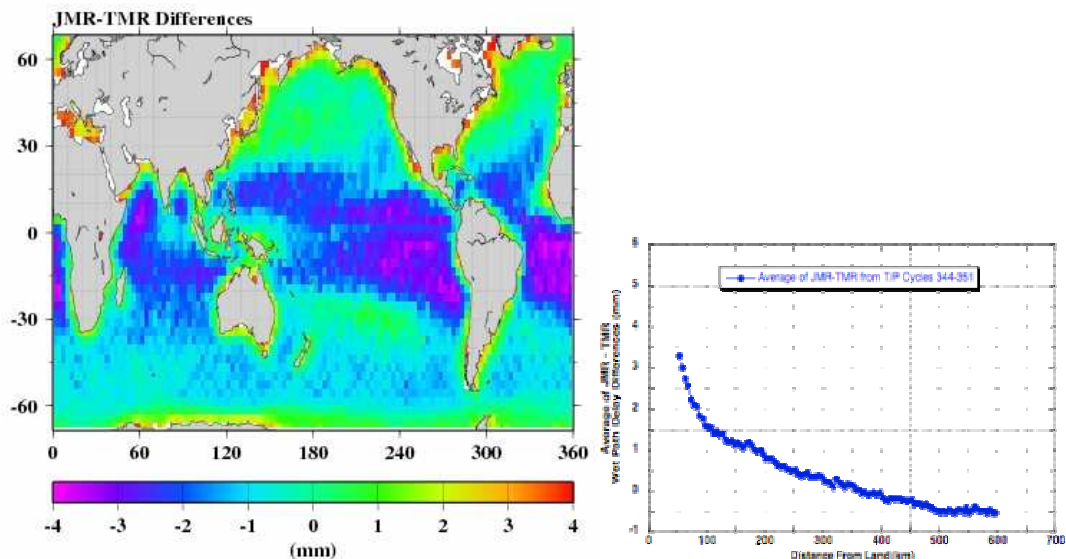 JMR-TMR Differences
60
30
0
-30
-60
0 60 120 180 240 300 360
-4 -3 -2 -1 0 1 2 3 4
(mm)
Average of JMR-TMR from T/P Cycles 344-351
Average of JMR - TMR
Wet Path Delay Differences (mm)
6
5
4
3
2
1
0
-1
0 100 200 300 400 500 600 700
Distance From Land (km)